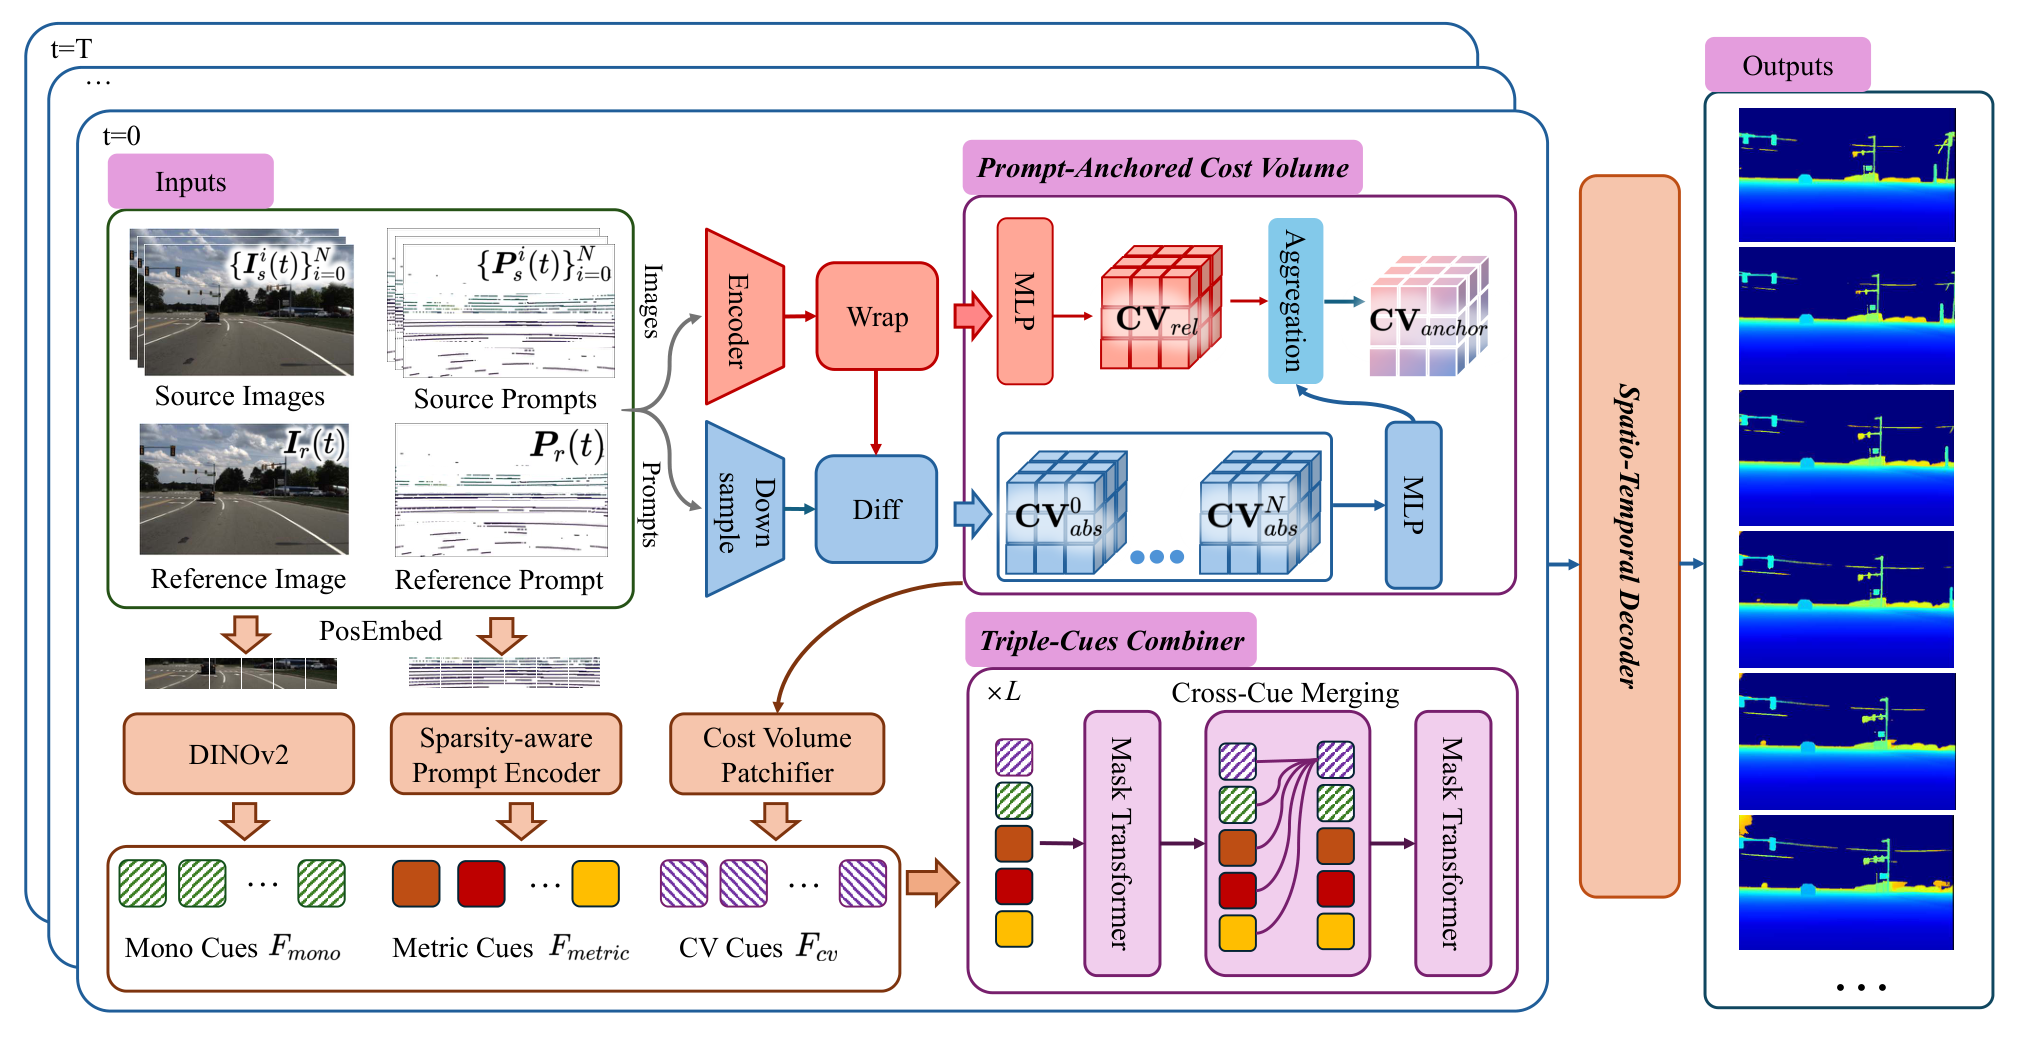 t=T
...
t=0
Inputs
{I_s^i(t)}_{i=0}^N
{P_s^i(t)}_{i=0}^N
Source Images
Source Prompts
I_r(t)
P_r(t)
Reference Image
Reference Prompt
Images
Prompts
Encoder
Wrap
Down
sample
Diff
Prompt-Anchored Cost Volume
MLP
CV_rel
Aggregation
CV_anchor
CV_abs^0
CV_abs^N
MLP
PosEmbed
DINOv2
Sparsity-aware
Prompt Encoder
Cost Volume
Patchifier
...
...
...
Mono Cues F_mono
Metric Cues F_metric
CV Cues F_cv
Triple-Cues Combiner
×L
Cross-Cue Merging
Mask Transformer
Mask Transformer
Spatio-Temporal Decoder
Outputs
...